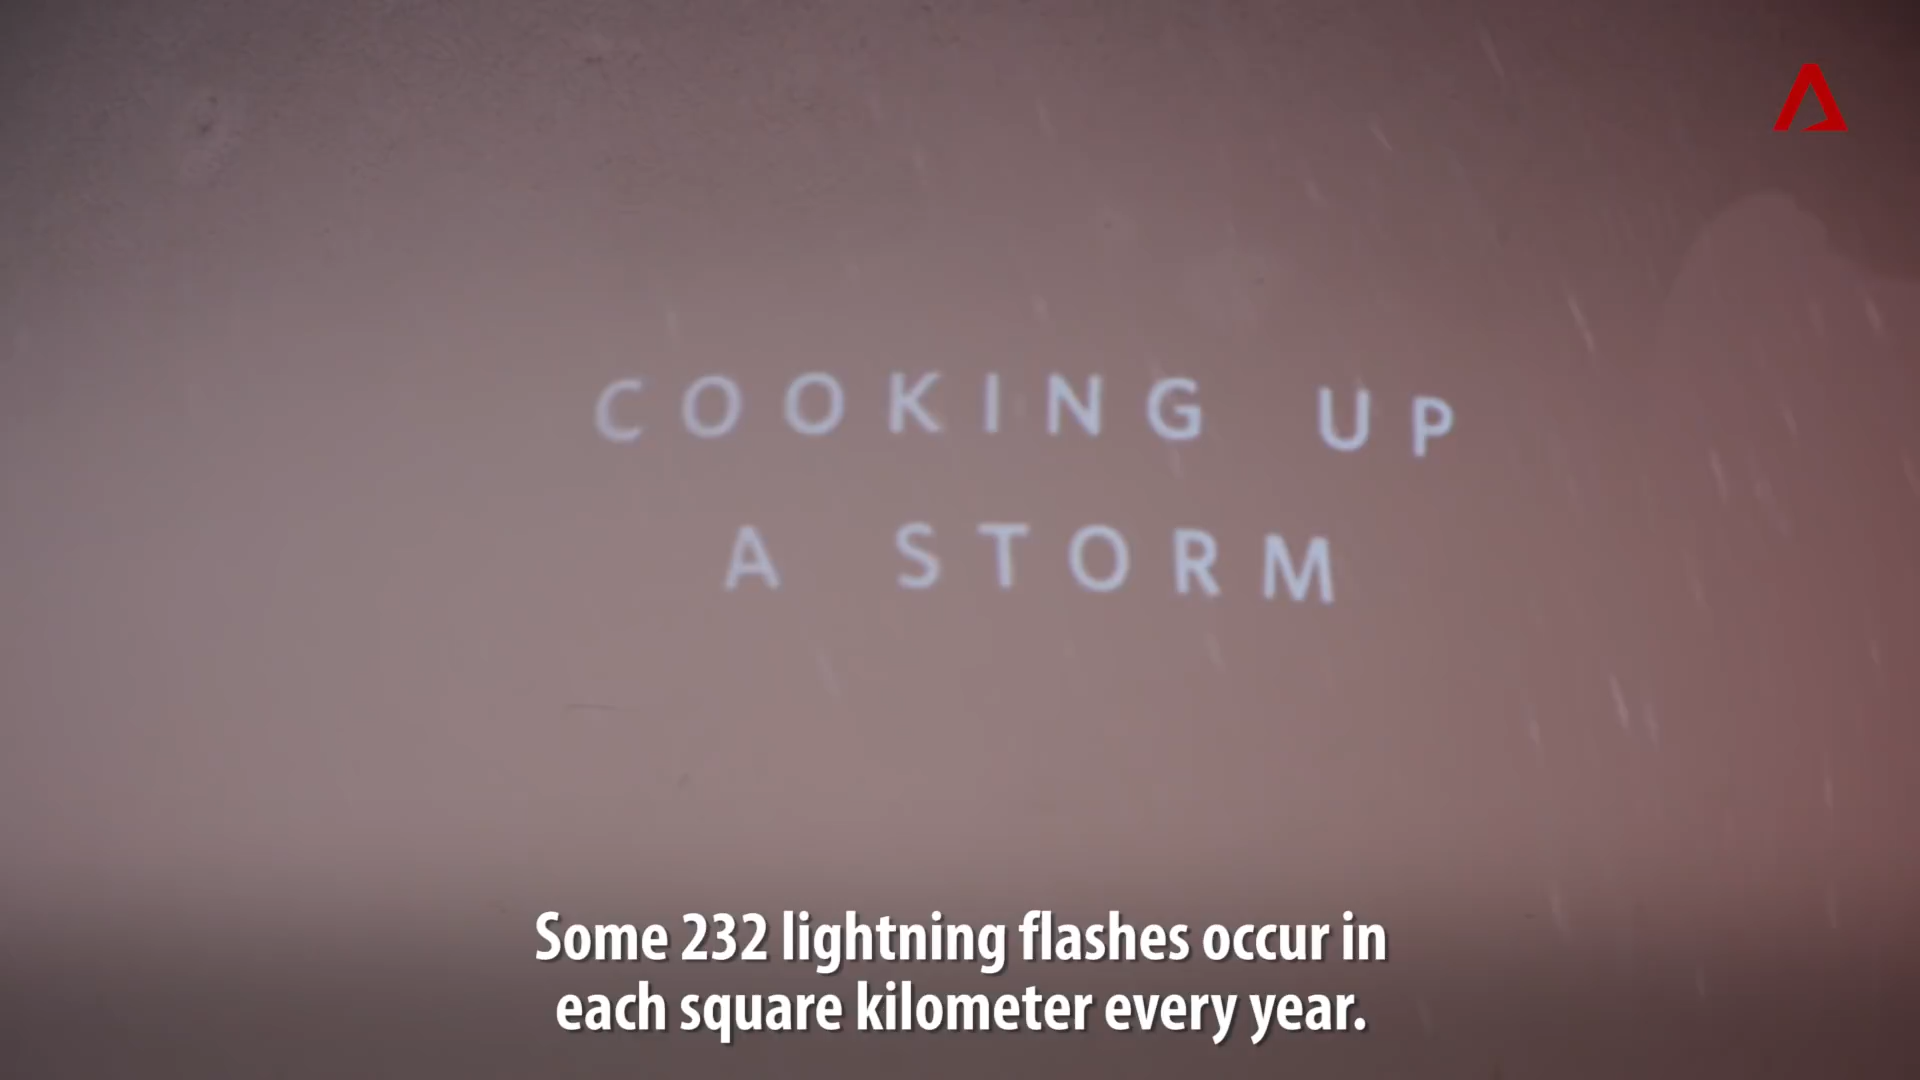 COOKING UP
A STORM
Some 232 lightning flashes occur in
each square kilometer every year.